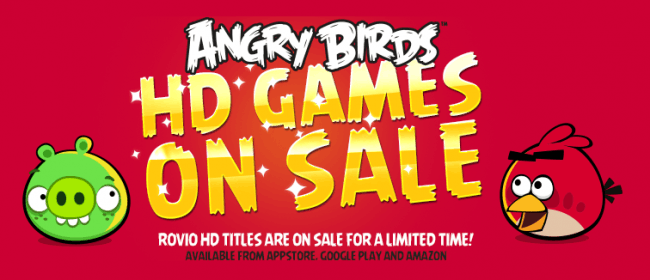 ANGRY BIRDS™
HD GAMES
ON SALE
ROVIO HD TITLES ARE ON SALE FOR A LIMITED TIME!
AVAILABLE FROM APPSTORE, GOOGLE PLAY AND AMAZON